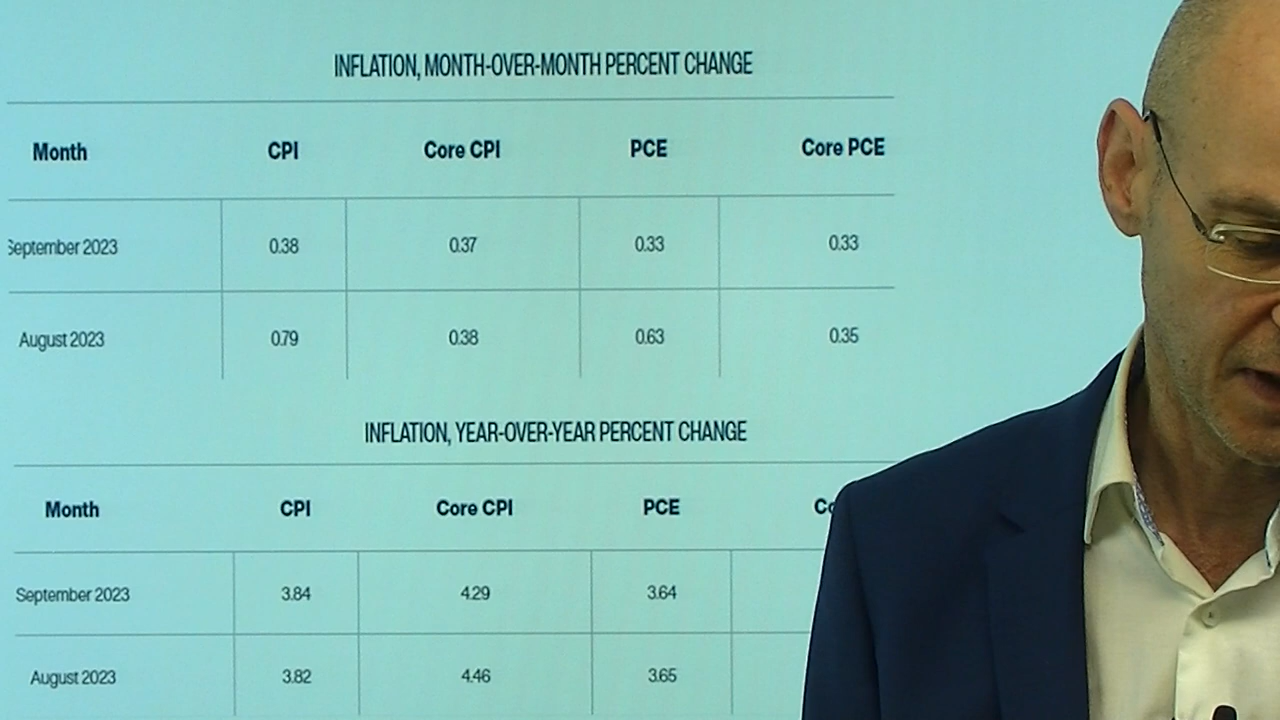 INFLATION, MONTH-OVER-MONTH PERCENT CHANGE
Month CPI Core CPI PCE Core PCE
September 2023 0.38 0.37 0.33 0.33
August 2023 0.79 0.38 0.63 0.35
INFLATION, YEAR-OVER-YEAR PERCENT CHANGE
Month CPI Core CPI PCE
September 2023 3.84 4.29 3.64
August 2023 3.82 4.46 3.65